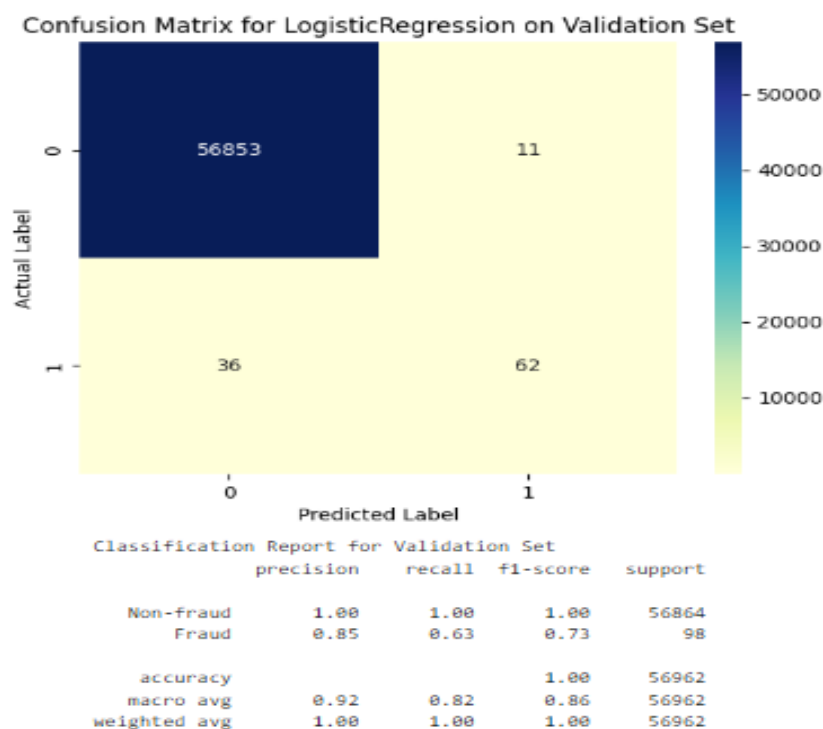 Confusion Matrix for LogisticRegression on Validation Set
50000
0
56853 11
40000
Actual Label
30000
20000
1
36 62
10000
0 1
Predicted Label
Classification Report for Validation Set
precision recall f1-score support
Non-fraud 1.00 1.00 1.00 56864
Fraud 0.85 0.63 0.73 98
accuracy 1.00 56962
macro avg 0.92 0.82 0.86 56962
weighted avg 1.00 1.00 1.00 56962